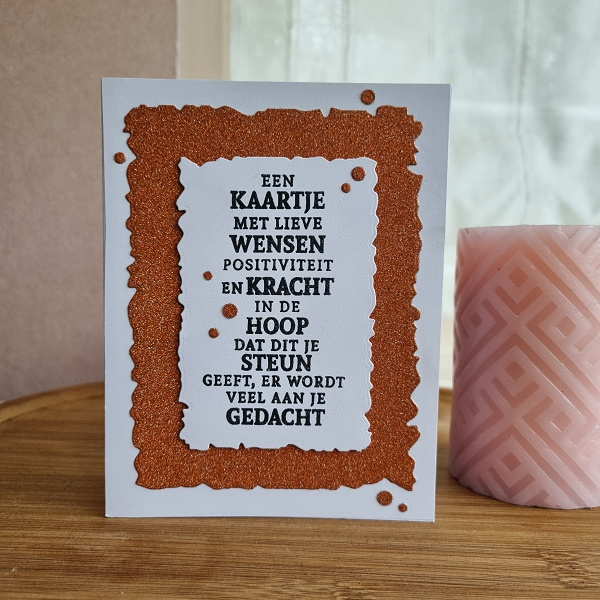 EEN
KAARTJE
MET LIEVE
WENSEN
POSITIVITEIT
EN KRACHT
IN DE
HOOP
DAT DIT JE
STEUN
GEEFT, ER WORDT
VEEL AAN JE
GEDACHT